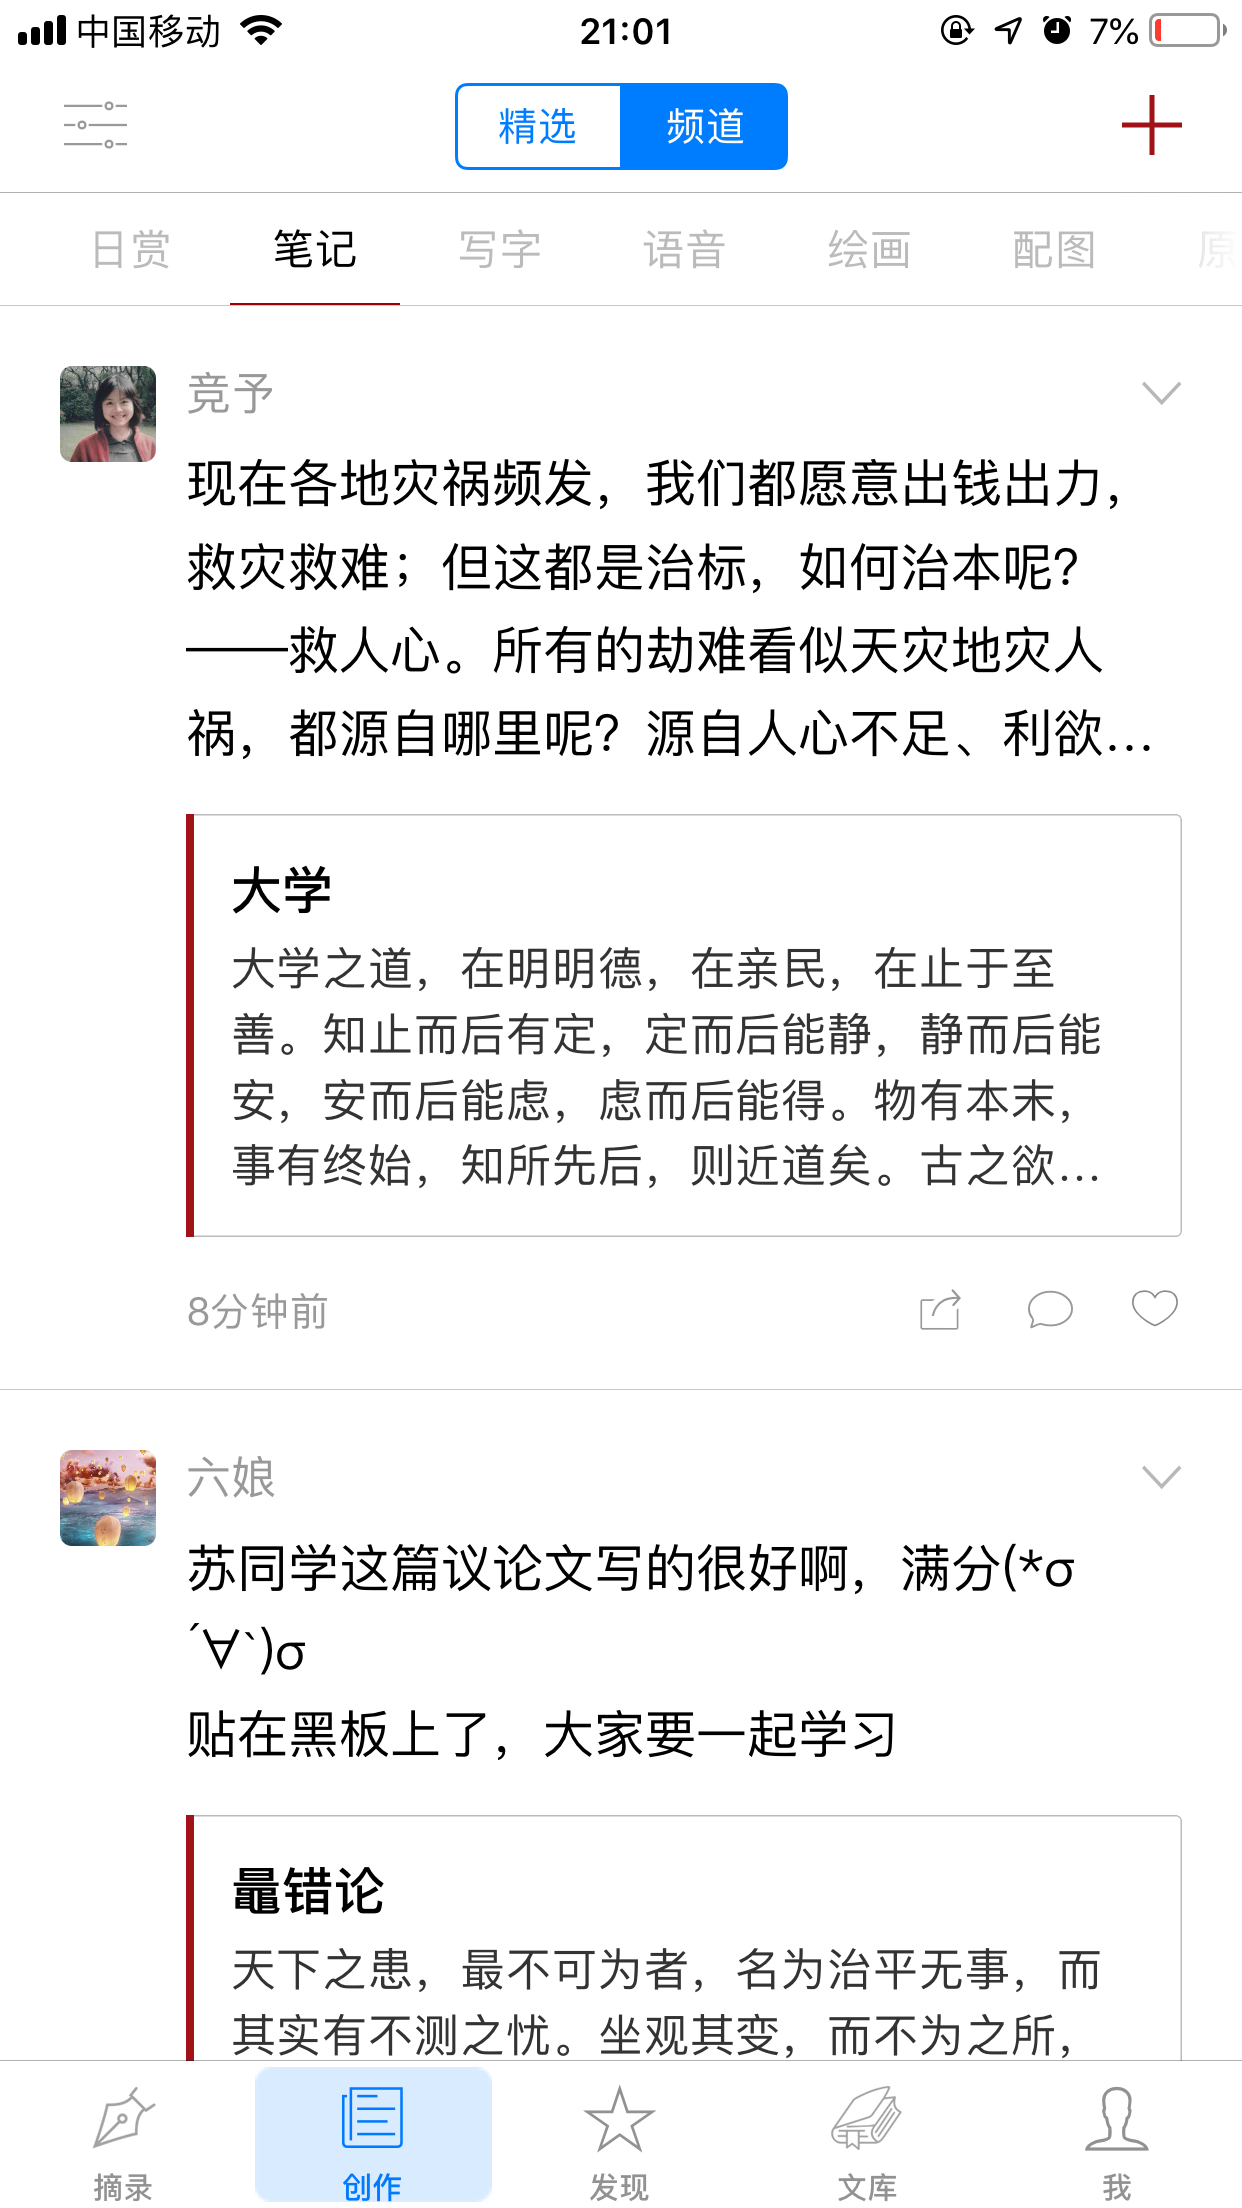 中国移动
21:01
7%
精选
频道
日赏
笔记
写字
语音
绘画
配图
原
竞予
现在各地灾祸频发，我们都愿意出钱出力，
救灾救难；但这都是治标，如何治本呢？
——救人心。所有的劫难看似天灾地灾人
祸，都源自哪里呢？源自人心不足、利欲...
大学
大学之道，在明明德，在亲民，在止于至
善。知止而后有定，定而后能静，静而后能
安，安而后能虑，虑而后能得。物有本末，
事有终始，知所先后，则近道矣。古之欲...
8分钟前
六娘
苏同学这篇议论文写的很好啊，满分(*σ
´∀`)σ
贴在黑板上了，大家要一起学习
鼂错论
天下之患，最不可为者，名为治平无事，而
其实有不测之忧。坐观其变，而不为之所，
摘录
创作
发现
文库
我